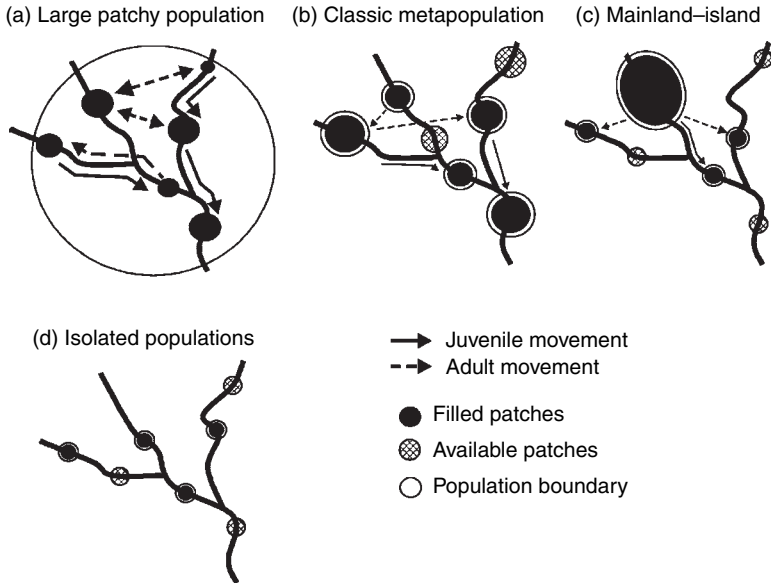 (a) Large patchy population
(b) Classic metapopulation
(c) Mainland–island
(d) Isolated populations
Juvenile movement
Adult movement
Filled patches
Available patches
Population boundary